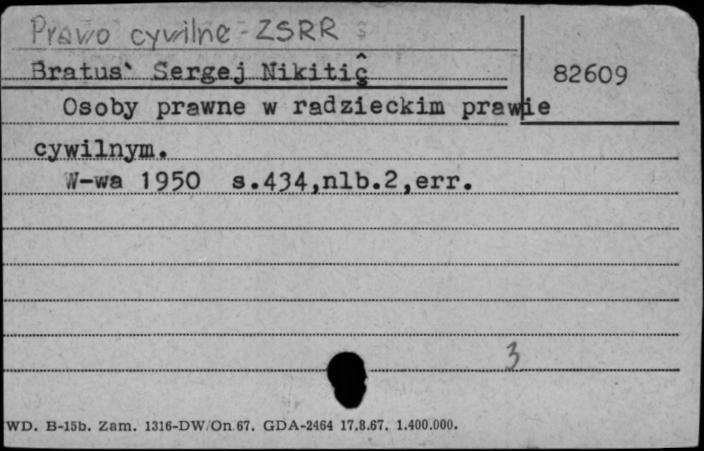 Prawo cywilne - ZSRR
Bratus` Sergej Nikitiĉ
82609
Osoby prawne w radzieckim prawie
cywilnym.
W-wa 1950 s.434,nlb.2,err.
3
WD. B-15b. Zam. 1316-DW/On 67. GDA-2464 17.8.67. 1.400.000.